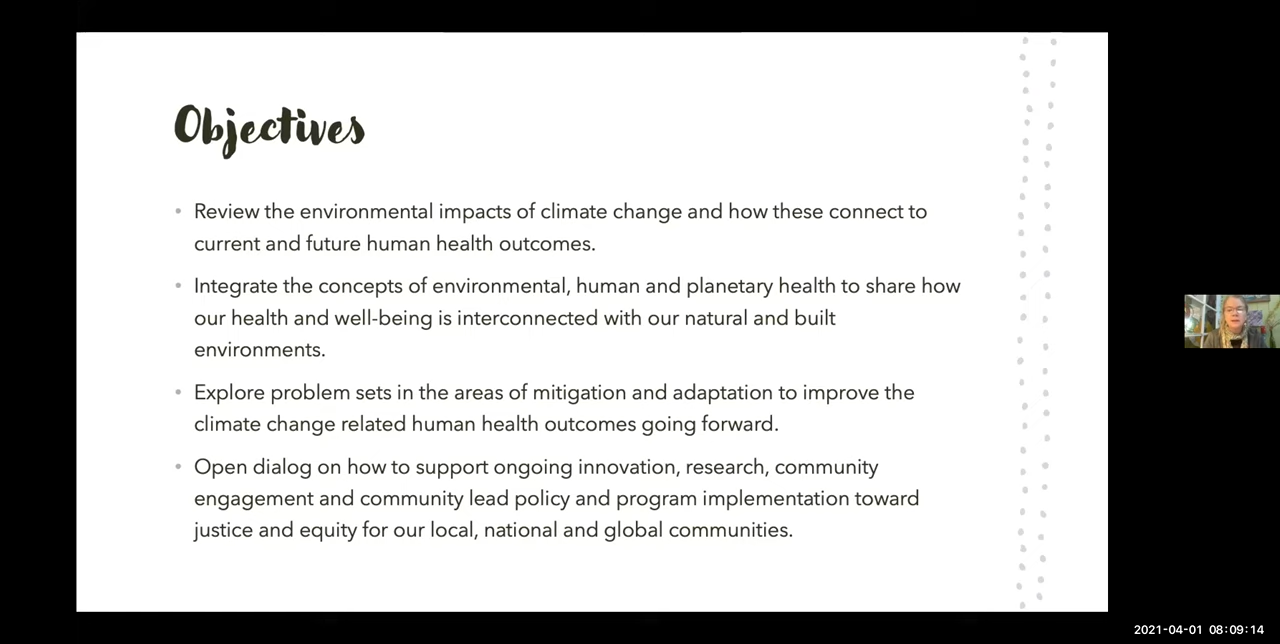 Objectives
• Review the environmental impacts of climate change and how these connect to
current and future human health outcomes.
• Integrate the concepts of environmental, human and planetary health to share how
our health and well-being is interconnected with our natural and built
environments.
• Explore problem sets in the areas of mitigation and adaptation to improve the
climate change related human health outcomes going forward.
• Open dialog on how to support ongoing innovation, research, community
engagement and community lead policy and program implementation toward
justice and equity for our local, national and global communities.
2021-04-01 08:09:14